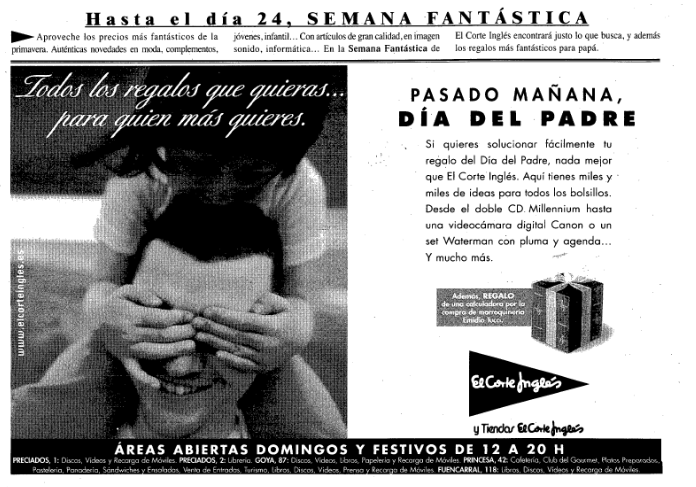 Hasta el día 24, SEMANA FANTÁSTICA
Aproveche los precios más fantásticos de la
primavera. Auténticas novedades en moda, complementos,
jóvenes, infantil... Con artículos de gran calidad, en imagen
sonido, informática... En la Semana Fantástica de
El Corte Inglés encontrará justo lo que busca, y además
los regalos más fantásticos para papá.
Todos los regalos que quieras...
para quien más quieres.
www.elcorteingles.es
PASADO MAÑANA,
DÍA DEL PADRE
Si quieres solucionar fácilmente tu
regalo del Día del Padre, nada mejor
que El Corte Inglés. Aquí tienes miles y
miles de ideas para todos los bolsillos.
Desde el doble CD Millennium hasta
una videocámara digital Canon o un
set Waterman con pluma y agenda...
Y mucho más.
Además, REGALO
de una calculadora por la
compra de marroquinería
Emidio Tucci.
El Corte Inglés
y Tiendas El Corte Inglés
ÁREAS ABIERTAS DOMINGOS Y FESTIVOS DE 12 A 20 H
PRECIADOS, 1: Discos, Vídeos y Recarga de Móviles. PRECIADOS, 2: Librería. GOYA, 87: Discos, Vídeos, Libros, Papelería y Recarga de Móviles. PRINCESA, 42: Cafetería, Club del Gourmet, Platos Preparados,
Pastelería, Panadería, Sándwiches y Ensaladas, Venta de Entradas, Turismo, Libros, Discos, Vídeos, Prensa y Recarga de Móviles. FUENCARRAL, 118: Libros, Discos, Vídeos y Recarga de Móviles.